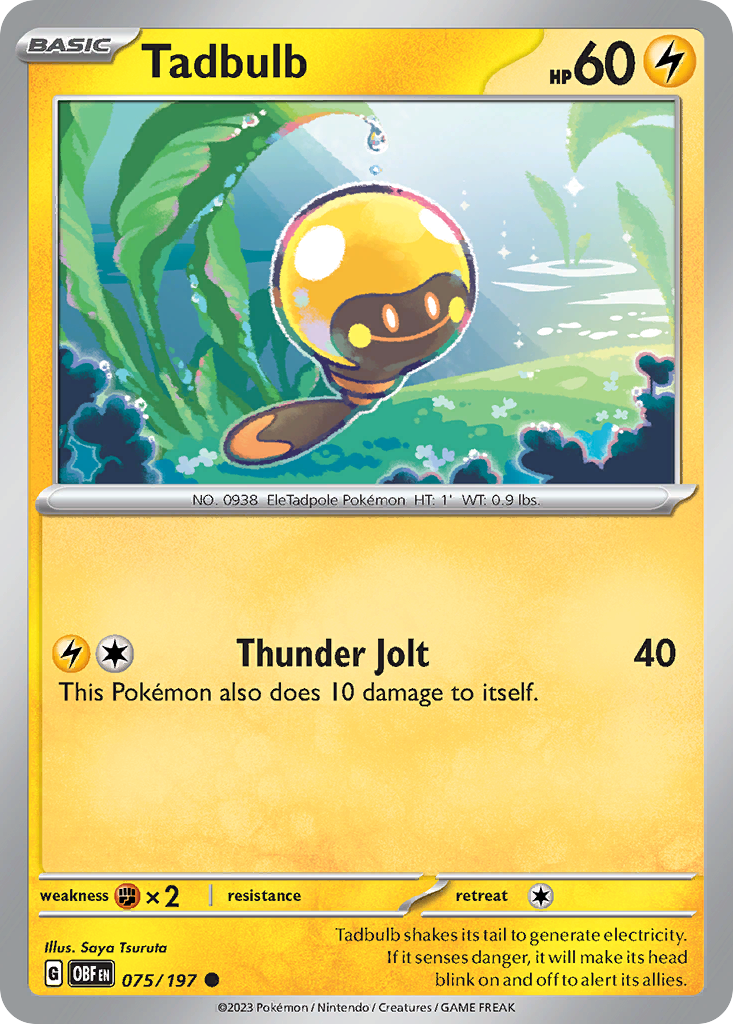 BASIC
Tadbulb
HP60
NO. 0938 EleTadpole Pokémon HT: 1' WT: 0.9 lbs.
Thunder Jolt 40
This Pokémon also does 10 damage to itself.
weakness ×2 resistance retreat
Illus. Saya Tsuruta
Tadbulb shakes its tail to generate electricity.
If it senses danger, it will make its head
blink on and off to alert its allies.
G OBF EN 075/197
©2023 Pokémon / Nintendo / Creatures / GAME FREAK